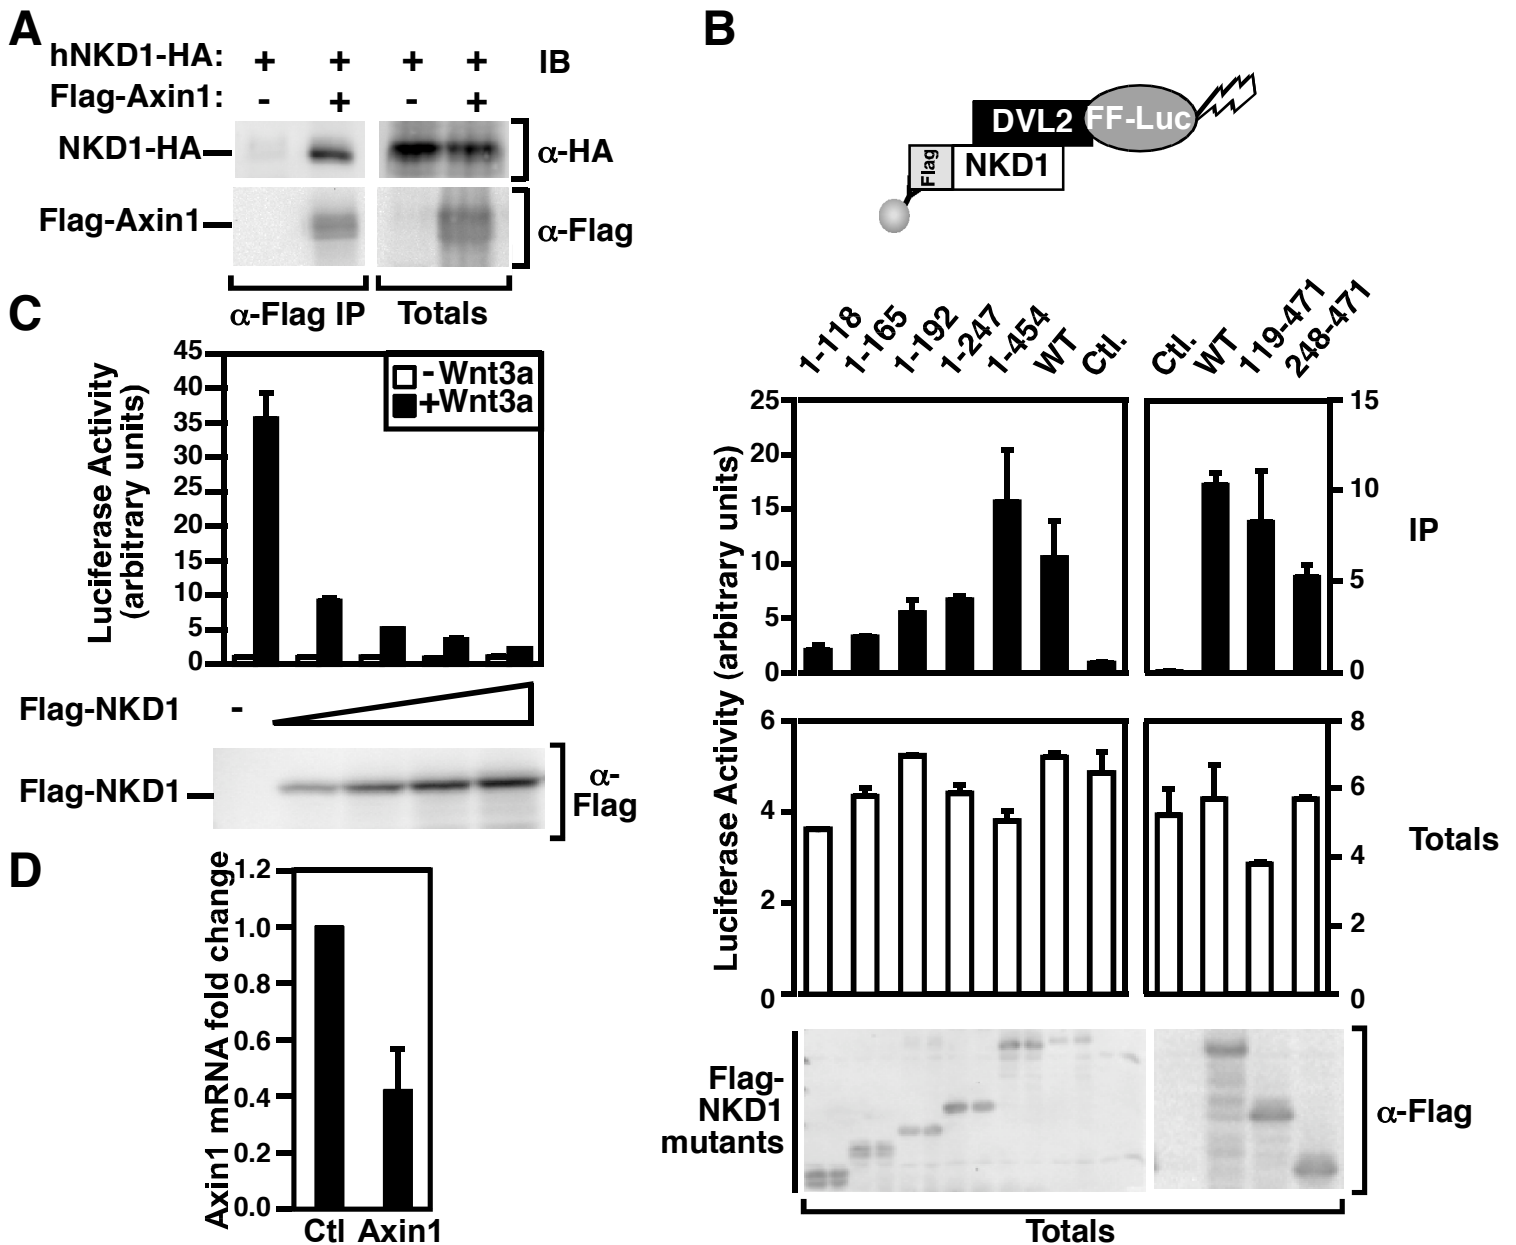 A
hNKD1-HA: + + + + IB
Flag-Axin1: - + - +
NKD1-HA
α-HA
Flag-Axin1
α-Flag
α-Flag IP Totals
B
DVL2 FF-Luc
Flag NKD1
1-118 1-165 1-192 1-247 1-454 WT Ctl.
Ctl. WT 119-471 248-471
25
20
15
10
5
0
15
10
5
0
IP
Luciferase Activity (arbitrary units)
6
4
2
0
8
6
4
2
0
Totals
Flag-
NKD1
mutants
α-Flag
Totals
C
Luciferase Activity
(arbitrary units)
45
40
35
30
25
20
15
10
5
0
-Wnt3a
+Wnt3a
Flag-NKD1 -
Flag-NKD1
α-
Flag
D
Axin1 mRNA fold change
1.2
1.0
0.8
0.6
0.4
0.2
0.0
Ctl Axin1